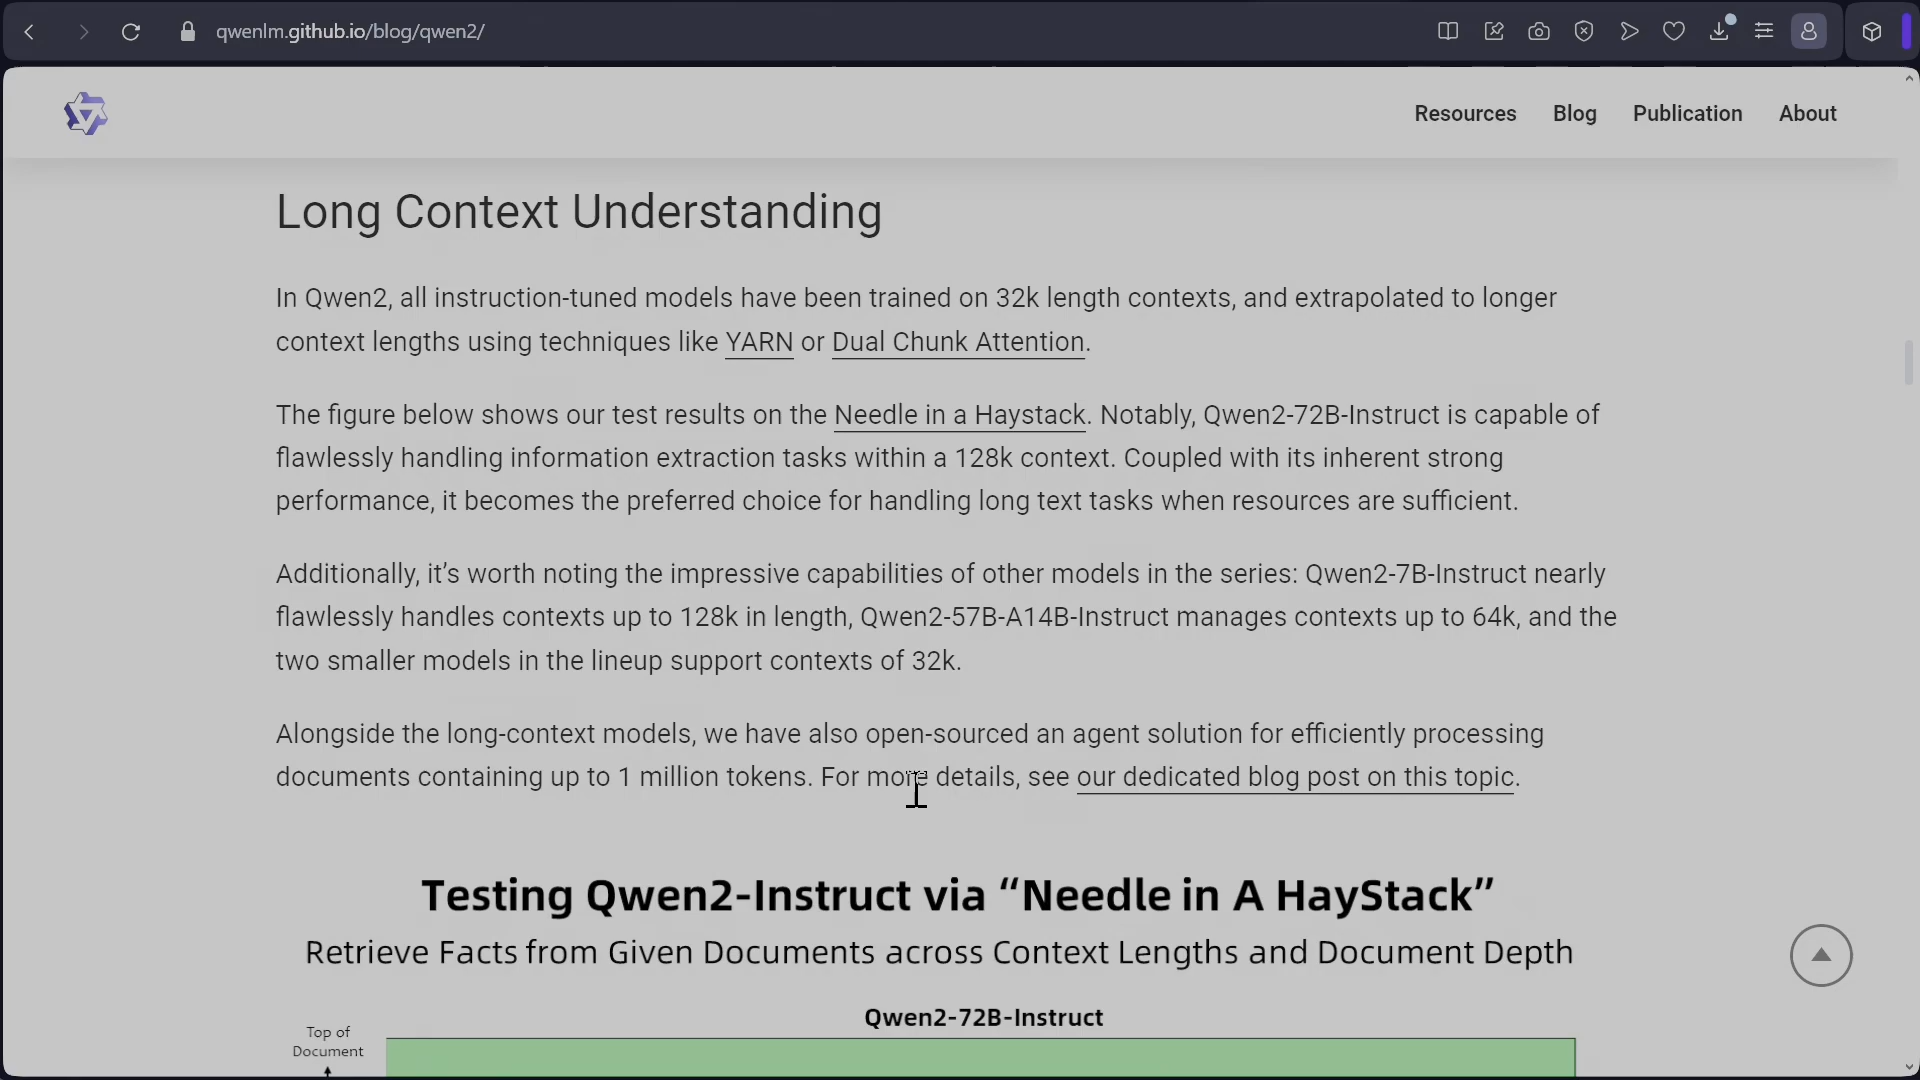 qwenlm.github.io/blog/qwen2/
Resources Blog Publication About
Long Context Understanding
In Qwen2, all instruction-tuned models have been trained on 32k length contexts, and extrapolated to longer
context lengths using techniques like YARN or Dual Chunk Attention.
The figure below shows our test results on the Needle in a Haystack. Notably, Qwen2-72B-Instruct is capable of
flawlessly handling information extraction tasks within a 128k context. Coupled with its inherent strong
performance, it becomes the preferred choice for handling long text tasks when resources are sufficient.
Additionally, it’s worth noting the impressive capabilities of other models in the series: Qwen2-7B-Instruct nearly
flawlessly handles contexts up to 128k in length, Qwen2-57B-A14B-Instruct manages contexts up to 64k, and the
two smaller models in the lineup support contexts of 32k.
Alongside the long-context models, we have also open-sourced an agent solution for efficiently processing
documents containing up to 1 million tokens. For more details, see our dedicated blog post on this topic.
Testing Qwen2-Instruct via “Needle in A HayStack”
Retrieve Facts from Given Documents across Context Lengths and Document Depth
Qwen2-72B-Instruct
Top of
Document